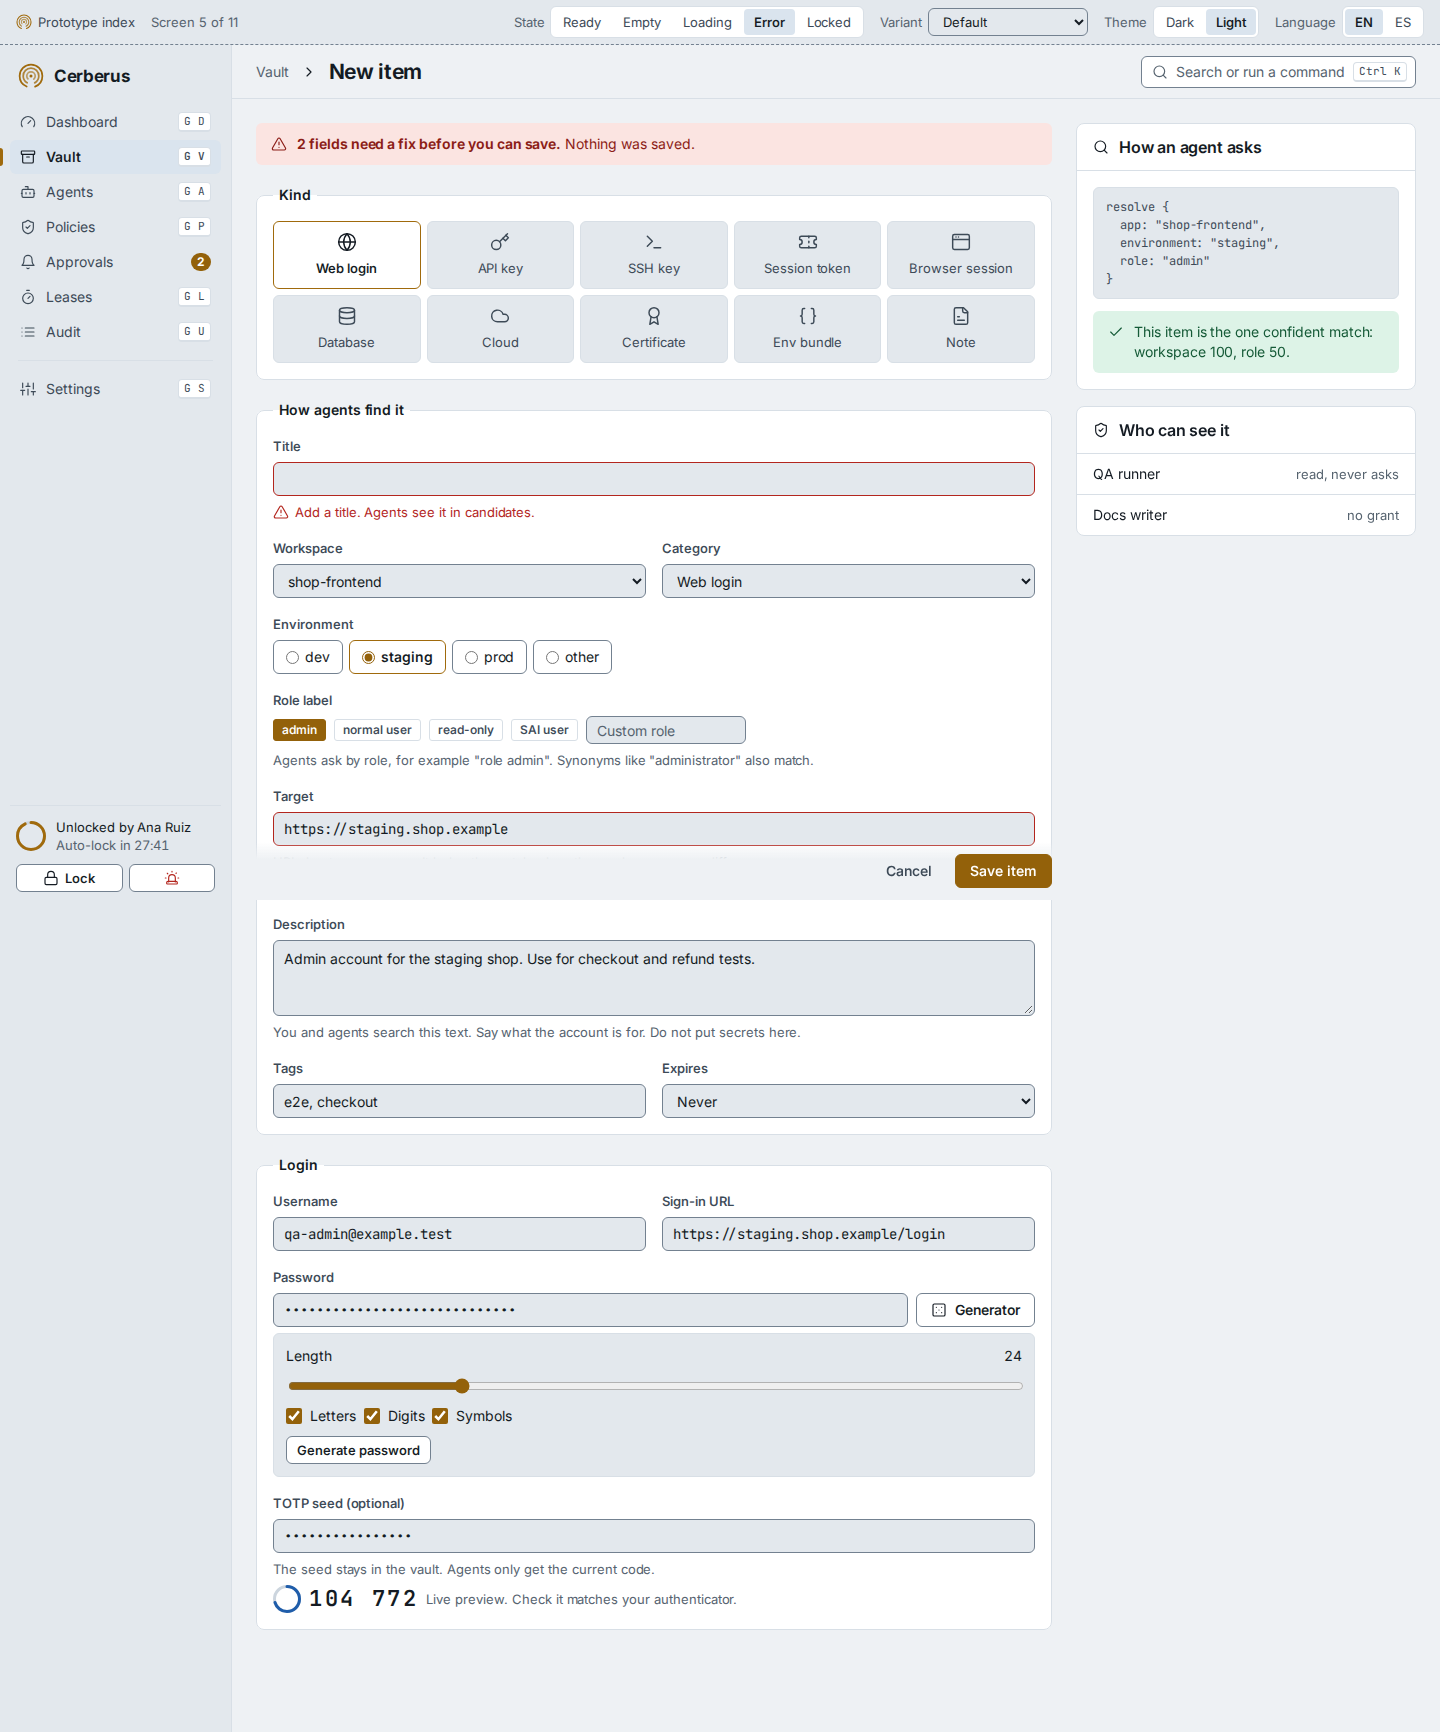 Prototype index
Screen 5 of 11
State
Ready
Empty
Loading
Error
Locked
Variant
Default
Theme
Dark
Light
Language
EN
ES
Cerberus
Dashboard
G D
Vault
G V
Agents
G A
Policies
G P
Approvals
2
Leases
G L
Audit
G U
Settings
G S
Unlocked by Ana Ruiz
Auto-lock in 27:41
Lock
Vault
New item
Search or run a command
Ctrl K
2 fields need a fix before you can save. Nothing was saved.
Kind
Web login
API key
SSH key
Session token
Browser session
Database
Cloud
Certificate
Env bundle
Note
How agents find it
Title
Add a title. Agents see it in candidates.
Workspace
Category
shop-frontend
Web login
Environment
dev
staging
prod
other
Role label
admin
normal user
read-only
SAI user
Custom role
Agents ask by role, for example "role admin". Synonyms like "administrator" also match.
Target
https://staging.shop.example
Cancel
Save item
Description
Admin account for the staging shop. Use for checkout and refund tests.
You and agents search this text. Say what the account is for. Do not put secrets here.
Tags
Expires
e2e, checkout
Never
Login
Username
Sign-in URL
qa-admin@example.test
https://staging.shop.example/login
Password
Generator
Length
24
Letters
Digits
Symbols
Generate password
TOTP seed (optional)
The seed stays in the vault. Agents only get the current code.
104 772
Live preview. Check it matches your authenticator.
How an agent asks
resolve {
app: "shop-frontend",
environment: "staging",
role: "admin"
}
This item is the one confident match:
workspace 100, role 50.
Who can see it
QA runner
read, never asks
Docs writer
no grant